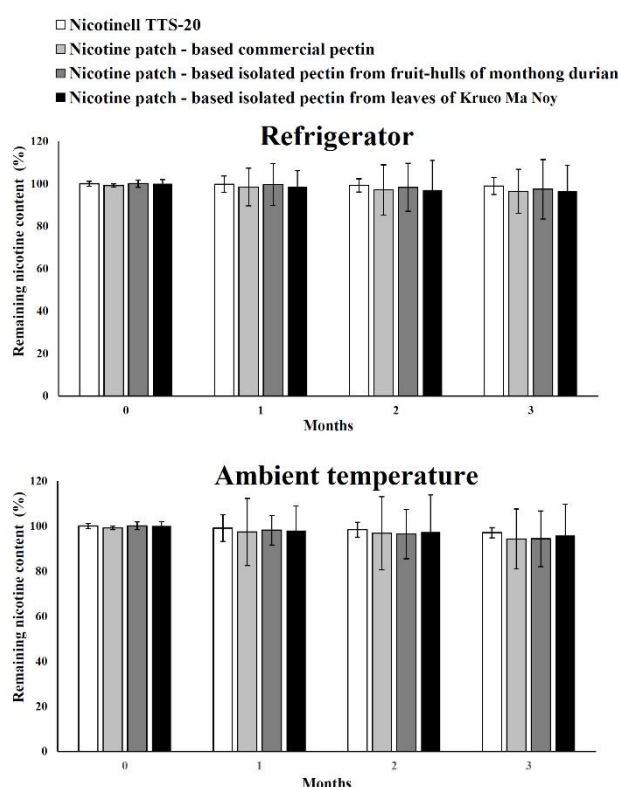 Nicotinell TTS-20
Nicotine patch - based commercial pectin
Nicotine patch - based isolated pectin from fruit-hulls of monthong durian
Nicotine patch - based isolated pectin from leaves of Krueo Ma Noy
Refrigerator
Remaining nicotine content (%)
120
100
80
60
40
20
0
0 1 2 3
Months
Ambient temperature
Remaining nicotine content (%)
120
100
80
60
40
20
0
0 1 2 3
Months